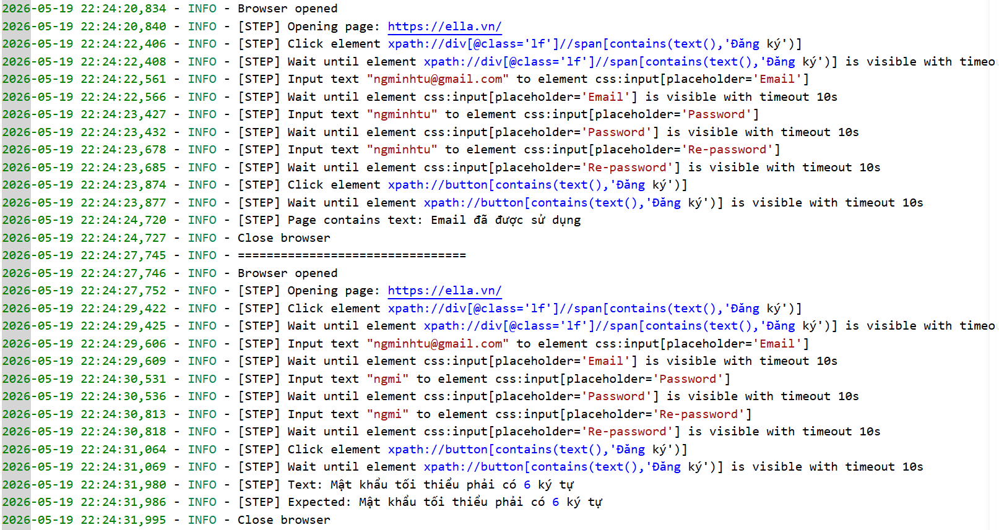 2026-05-19 22:24:20,834 - INFO - Browser opened
2026-05-19 22:24:20,840 - INFO - [STEP] Opening page: https://ella.vn/
2026-05-19 22:24:22,406 - INFO - [STEP] Click element xpath://div[@class='lf']//span[contains(text(),'Đăng ký')]
2026-05-19 22:24:22,408 - INFO - [STEP] Wait until element xpath://div[@class='lf']//span[contains(text(),'Đăng ký')] is visible with timeo
2026-05-19 22:24:22,561 - INFO - [STEP] Input text "ngminhtu@gmail.com" to element css:input[placeholder='Email']
2026-05-19 22:24:22,566 - INFO - [STEP] Wait until element css:input[placeholder='Email'] is visible with timeout 10s
2026-05-19 22:24:23,427 - INFO - [STEP] Input text "ngminhtu" to element css:input[placeholder='Password']
2026-05-19 22:24:23,432 - INFO - [STEP] Wait until element css:input[placeholder='Password'] is visible with timeout 10s
2026-05-19 22:24:23,678 - INFO - [STEP] Input text "ngminhtu" to element css:input[placeholder='Re-password']
2026-05-19 22:24:23,685 - INFO - [STEP] Wait until element css:input[placeholder='Re-password'] is visible with timeout 10s
2026-05-19 22:24:23,874 - INFO - [STEP] Click element xpath://button[contains(text(),'Đăng ký')]
2026-05-19 22:24:23,877 - INFO - [STEP] Wait until element xpath://button[contains(text(),'Đăng ký')] is visible with timeout 10s
2026-05-19 22:24:24,720 - INFO - [STEP] Page contains text: Email đã được sử dụng
2026-05-19 22:24:24,727 - INFO - Close browser
2026-05-19 22:24:27,745 - INFO - ================================
2026-05-19 22:24:27,746 - INFO - Browser opened
2026-05-19 22:24:27,752 - INFO - [STEP] Opening page: https://ella.vn/
2026-05-19 22:24:29,422 - INFO - [STEP] Click element xpath://div[@class='lf']//span[contains(text(),'Đăng ký')]
2026-05-19 22:24:29,425 - INFO - [STEP] Wait until element xpath://div[@class='lf']//span[contains(text(),'Đăng ký')] is visible with timeo
2026-05-19 22:24:29,606 - INFO - [STEP] Input text "ngminhtu@gmail.com" to element css:input[placeholder='Email']
2026-05-19 22:24:29,609 - INFO - [STEP] Wait until element css:input[placeholder='Email'] is visible with timeout 10s
2026-05-19 22:24:30,531 - INFO - [STEP] Input text "ngmi" to element css:input[placeholder='Password']
2026-05-19 22:24:30,536 - INFO - [STEP] Wait until element css:input[placeholder='Password'] is visible with timeout 10s
2026-05-19 22:24:30,813 - INFO - [STEP] Input text "ngmi" to element css:input[placeholder='Re-password']
2026-05-19 22:24:30,818 - INFO - [STEP] Wait until element css:input[placeholder='Re-password'] is visible with timeout 10s
2026-05-19 22:24:31,064 - INFO - [STEP] Click element xpath://button[contains(text(),'Đăng ký')]
2026-05-19 22:24:31,069 - INFO - [STEP] Wait until element xpath://button[contains(text(),'Đăng ký')] is visible with timeout 10s
2026-05-19 22:24:31,980 - INFO - [STEP] Text: Mật khẩu tối thiểu phải có 6 ký tự
2026-05-19 22:24:31,986 - INFO - [STEP] Expected: Mật khẩu tối thiểu phải có 6 ký tự
2026-05-19 22:24:31,995 - INFO - Close browser